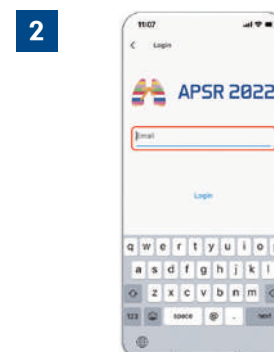 2
11:07
Login
APSR 2022
Email
Login
q w e r t y u i o
a s d f g h j k l
z x c v b n m
123 space @ . next